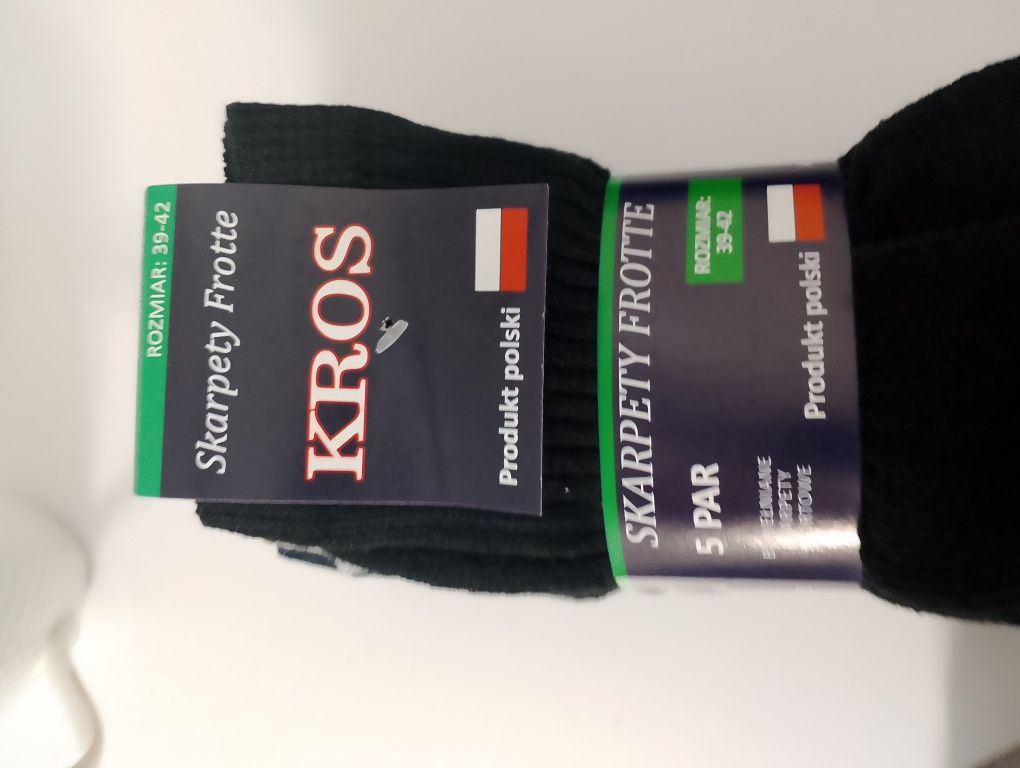 ROZMIAR: 39-42
Skarpety Frotte
KROS
Produkt polski
SKARPETY FROTTE
5 PAR
ROZMIAR:
39-42
Produkt polski